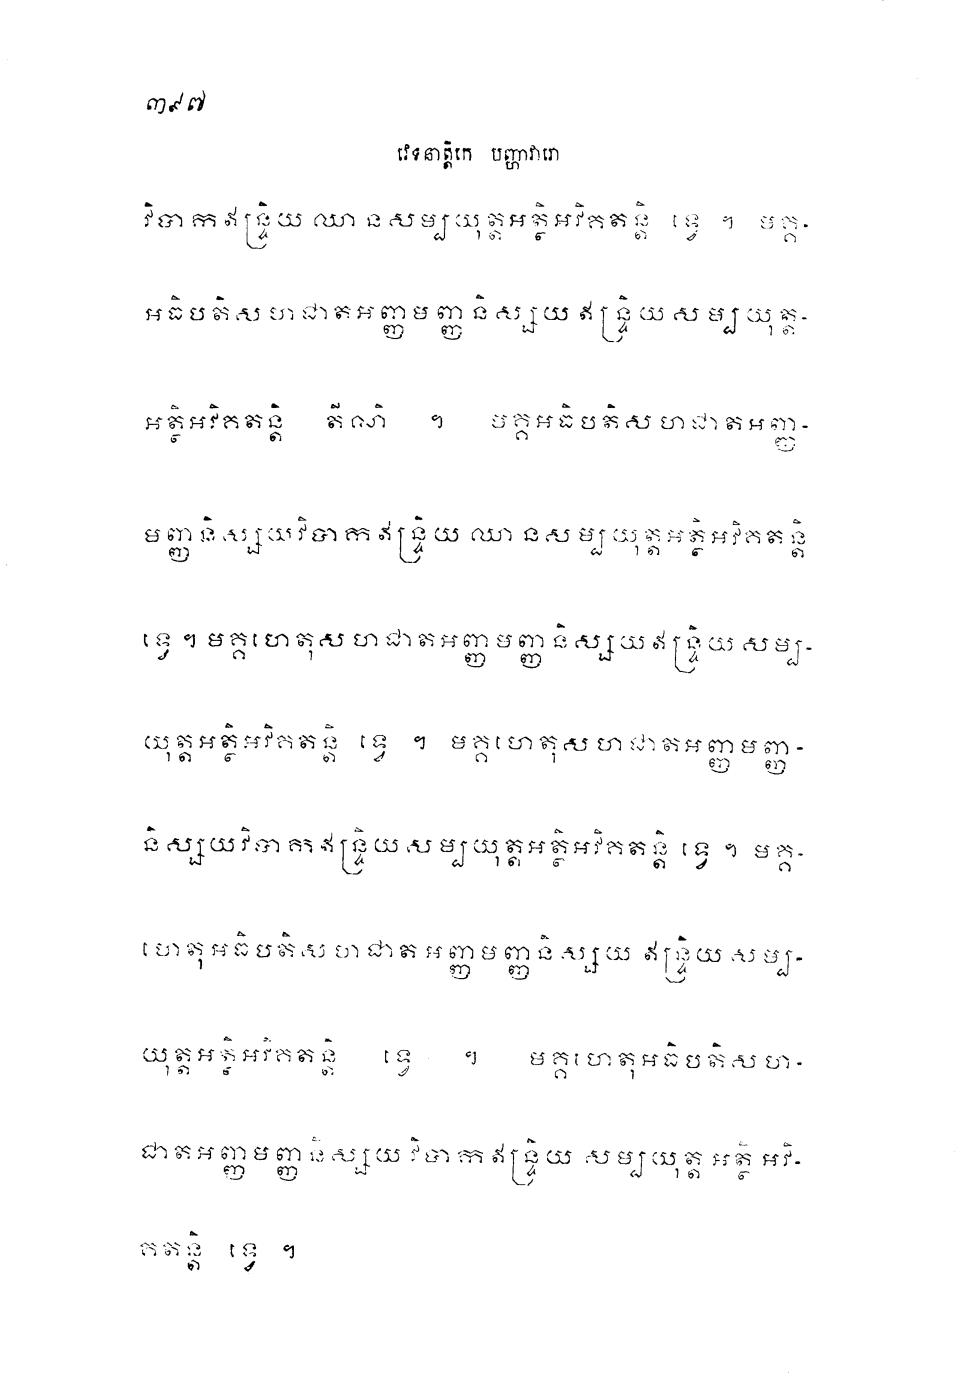 ៣៩៧
វេទនាត្តិកេ បញ្ហាវារោ
វិបាកឥន្ទ្រិយឈានសម្បយុត្តអត្ថិអវិគតន្តិ ទ្វេ ។ មគ្គ-
អធិបតិសហជាតអញ្ញមញ្ញនិស្សយឥន្ទ្រិយសម្បយុត្ត-
អត្ថិអវិគតន្តិ តីណិ ។ មគ្គអធិបតិសហជាតអញ្ញ-
មញ្ញនិស្សយវិបាកឥន្ទ្រិយឈានសម្បយុត្តអត្ថិអវិគតន្តិ
ទ្វេ ។ មគ្គហេតុសហជាតអញ្ញមញ្ញនិស្សយឥន្ទ្រិយសម្ប-
យុត្តអត្ថិអវិគតន្តិ ទ្វេ ។ មគ្គហេតុសហជាតអញ្ញមញ្ញ-
និស្សយវិបាកឥន្ទ្រិយសម្បយុត្តអត្ថិអវិគតន្តិ ទ្វេ ។ មគ្គ-
ហេតុអធិបតិសហជាតអញ្ញមញ្ញនិស្សយឥន្ទ្រិយសម្ប-
យុត្តអត្ថិអវិគតន្តិ ទ្វេ ។ មគ្គហេតុអធិបតិសហ-
ជាតអញ្ញមញ្ញនិស្សយវិបាកឥន្ទ្រិយសម្បយុត្តអត្ថិអវិ-
គតន្តិ ទ្វេ ។